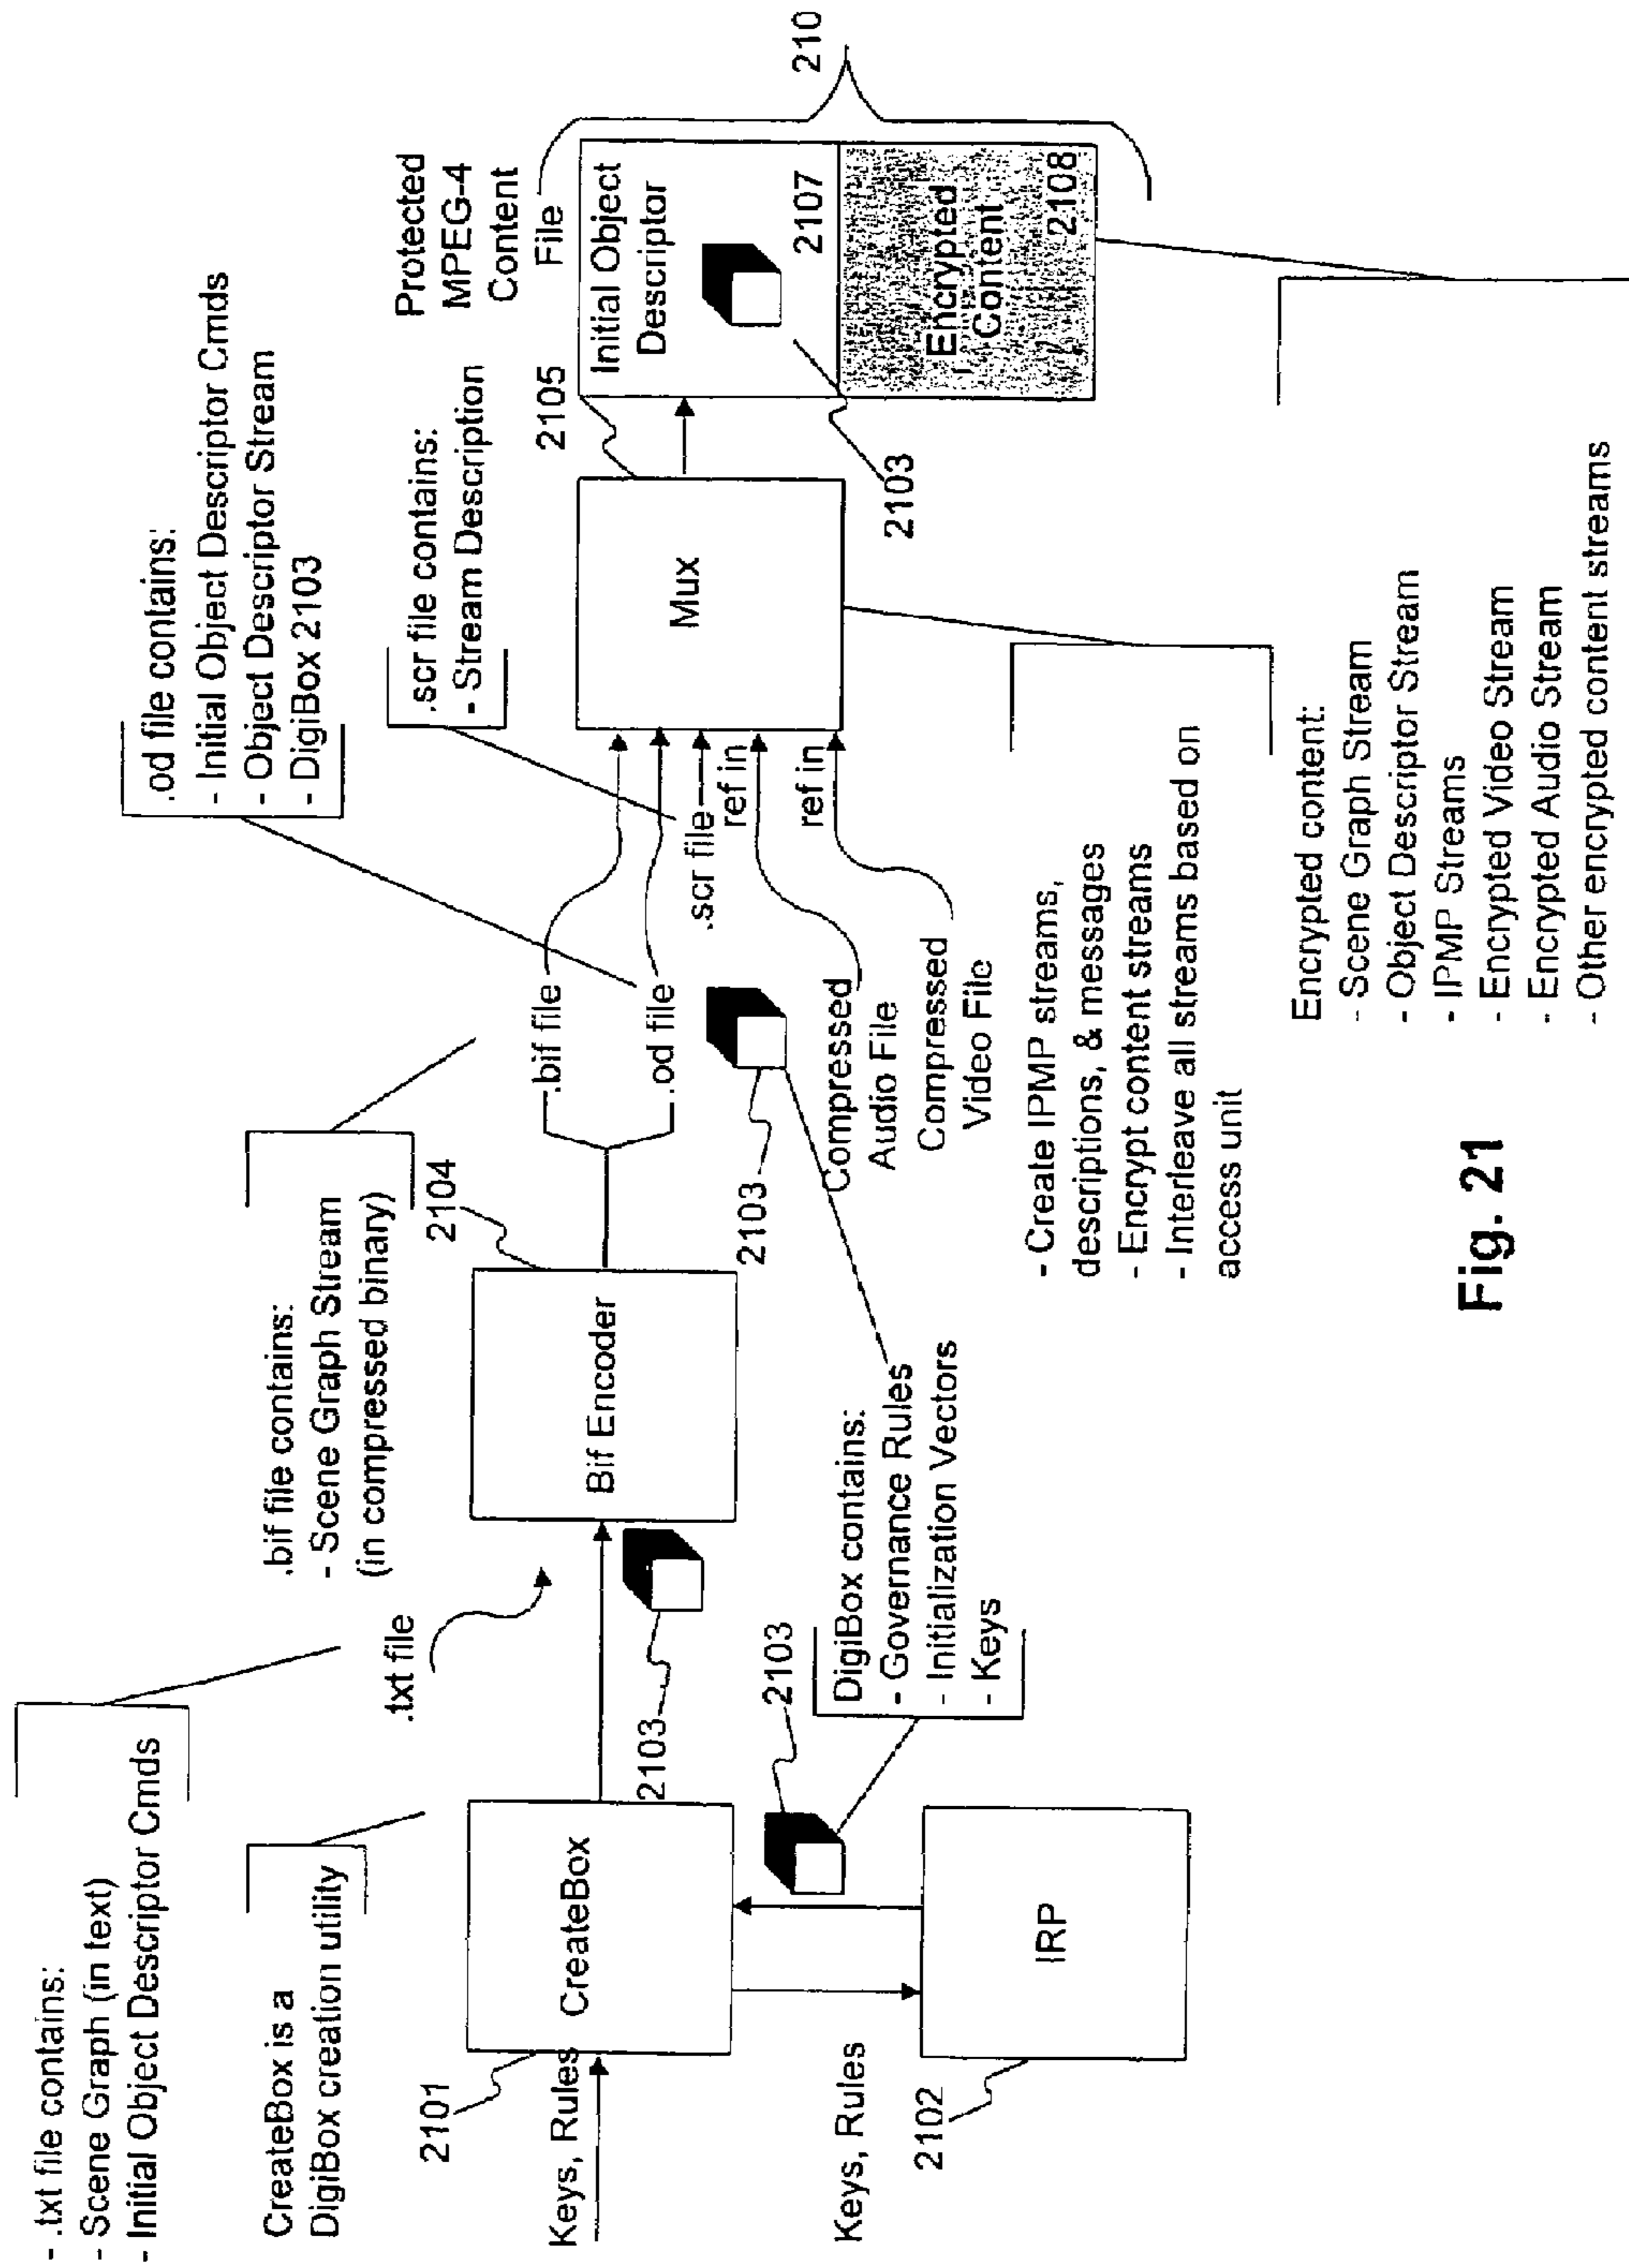 - .txt file contains:
- Scene Graph (in text)
- Initial Object Descriptor Cmds
CreateBox is a
DigiBox creation utility
.bif file contains:
- Scene Graph Stream
(in compressed binary)
.od file contains:
- Initial Object Descriptor Cmds
- Object Descriptor Stream
- DigiBox 2103
.scr file contains:
- Stream Description
2101
Keys, Rules
CreateBox
.txt file
2103
2104
Bif Encoder
.bif file
.od file
2103
.scr file
ref in
ref in
Compressed
Audio File
Compressed
Video File
Mux
2105
Protected
MPEG-4
Content
File
Initial Object
Descriptor
2107
2103
Encrypted
Content
2108
210
Keys, Rules
2102
IRP
2103
DigiBox contains:
- Governance Rules
- Initialization Vectors
- Keys
- Create IPMP streams,
descriptions, & messages
- Encrypt content streams
- Interleave all streams based on
access unit
Encrypted content:
- Scene Graph Stream
- Object Descriptor Stream
- IPMP Streams
- Encrypted Video Stream
- Encrypted Audio Stream
- Other encrypted content streams
Fig. 21